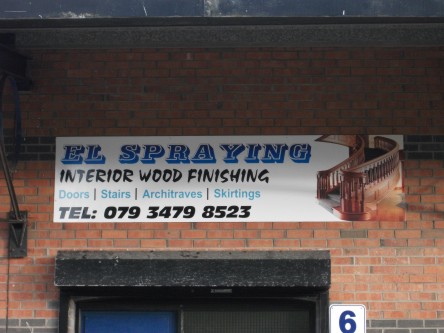 EL SPRAYING
INTERIOR WOOD FINISHING
Doors | Stairs | Architraves | Skirtings
TEL: 079 3479 8523
6